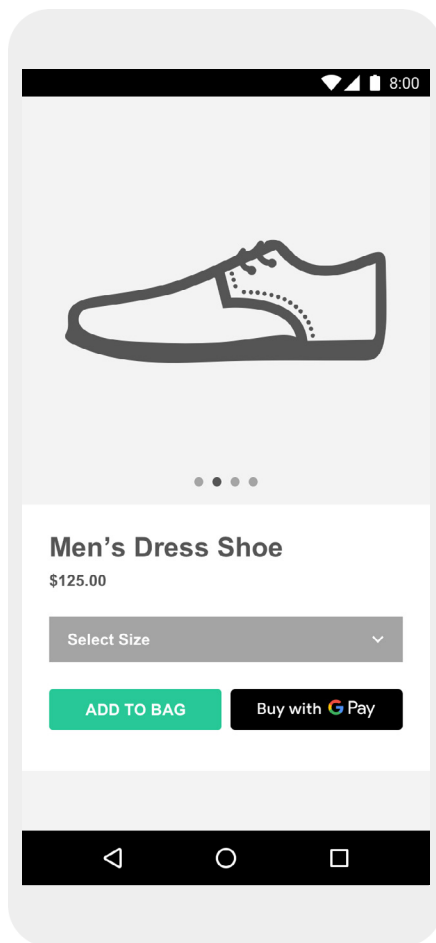 8:00
Men’s Dress Shoe
$125.00
Select Size
ADD TO BAG
Buy with G Pay